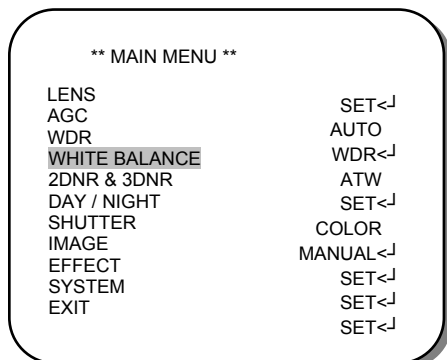 ** MAIN MENU **
LENS SET<┘
AGC AUTO
WDR WDR<┘
WHITE BALANCE ATW
2DNR & 3DNR SET<┘
DAY / NIGHT COLOR
SHUTTER MANUAL<┘
IMAGE SET<┘
EFFECT SET<┘
SYSTEM SET<┘
EXIT